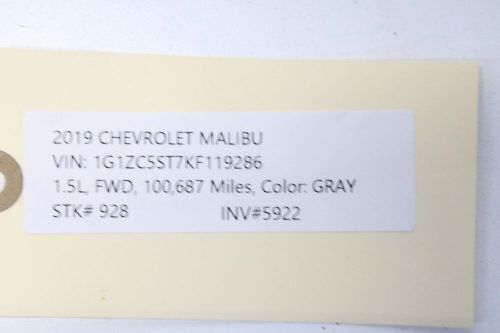 2019 CHEVROLET MALIBU
VIN: 1G1ZC5ST7KF119286
1.5L, FWD, 100,687 Miles, Color: GRAY
STK# 928 INV#5922